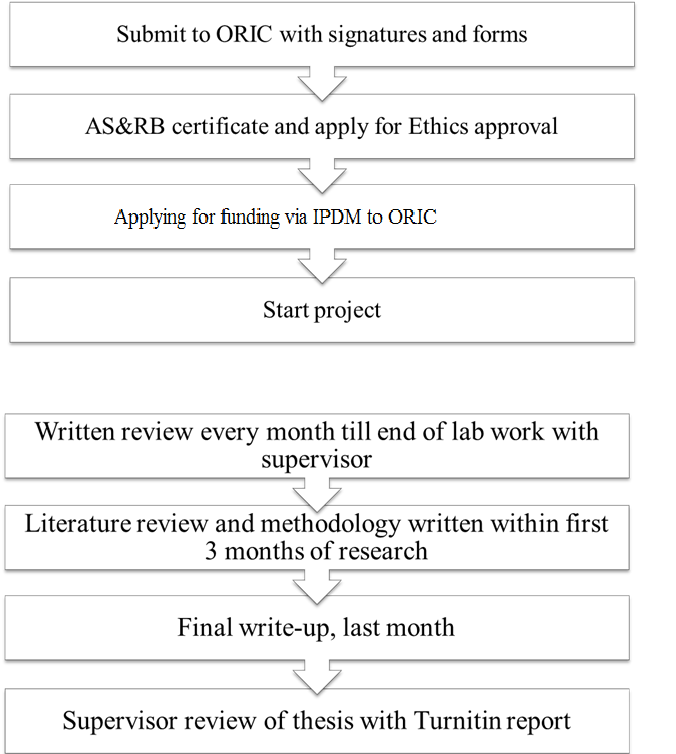 Submit to ORIC with signatures and forms
AS&RB certificate and apply for Ethics approval
Applying for funding via IPDM to ORIC
Start project
Written review every month till end of lab work with
supervisor
Literature review and methodology written within first
3 months of research
Final write-up, last month
Supervisor review of thesis with Turnitin report